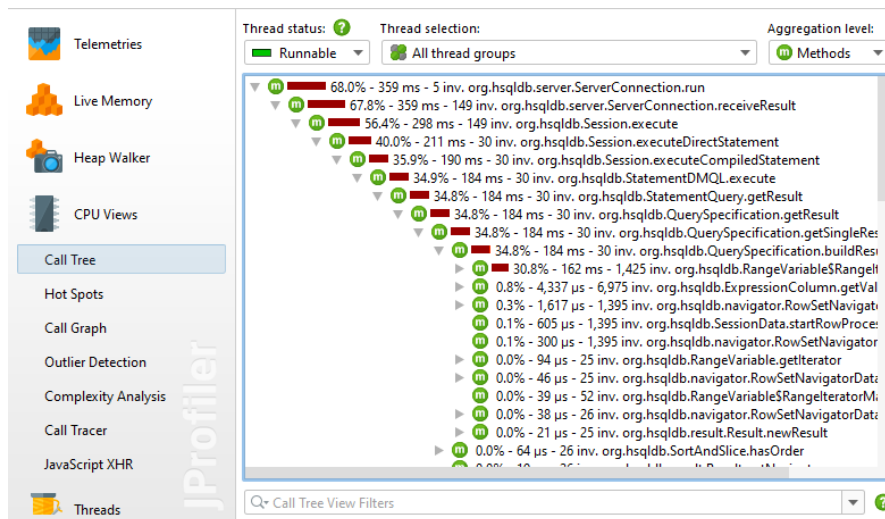 Thread status:
Thread selection:
Aggregation level:
Runnable
All thread groups
Methods
Telemetries
Live Memory
Heap Walker
CPU Views
Call Tree
Hot Spots
Call Graph
Outlier Detection
Complexity Analysis
Call Tracer
JavaScript XHR
Threads
JProfiler
68.0% - 359 ms - 5 inv. org.hsqldb.server.ServerConnection.run
67.8% - 359 ms - 149 inv. org.hsqldb.server.ServerConnection.receiveResult
56.4% - 298 ms - 149 inv. org.hsqldb.Session.execute
40.0% - 211 ms - 30 inv. org.hsqldb.Session.executeDirectStatement
35.9% - 190 ms - 30 inv. org.hsqldb.Session.executeCompiledStatement
34.9% - 184 ms - 30 inv. org.hsqldb.StatementDMQL.execute
34.8% - 184 ms - 30 inv. org.hsqldb.StatementQuery.getResult
34.8% - 184 ms - 30 inv. org.hsqldb.QuerySpecification.getResult
34.8% - 184 ms - 30 inv. org.hsqldb.QuerySpecification.getSingleRes
34.8% - 184 ms - 30 inv. org.hsqldb.QuerySpecification.buildResu
30.8% - 162 ms - 1,425 inv. org.hsqldb.RangeVariable$RangeIt
0.8% - 4,337 µs - 6,975 inv. org.hsqldb.ExpressionColumn.getVal
0.3% - 1,617 µs - 1,395 inv. org.hsqldb.navigator.RowSetNavigat
0.1% - 605 µs - 1,395 inv. org.hsqldb.SessionData.startRowProce
0.1% - 300 µs - 1,395 inv. org.hsqldb.navigator.RowSetNavigator
0.0% - 94 µs - 25 inv. org.hsqldb.RangeVariable.getIterator
0.0% - 46 µs - 25 inv. org.hsqldb.navigator.RowSetNavigatorData
0.0% - 39 µs - 52 inv. org.hsqldb.RangeVariable$RangeIteratorMa
0.0% - 38 µs - 26 inv. org.hsqldb.navigator.RowSetNavigatorData
0.0% - 21 µs - 25 inv. org.hsqldb.result.Result.newResult
0.0% - 64 µs - 26 inv. org.hsqldb.SortAndSlice.hasOrder
Call Tree View Filters